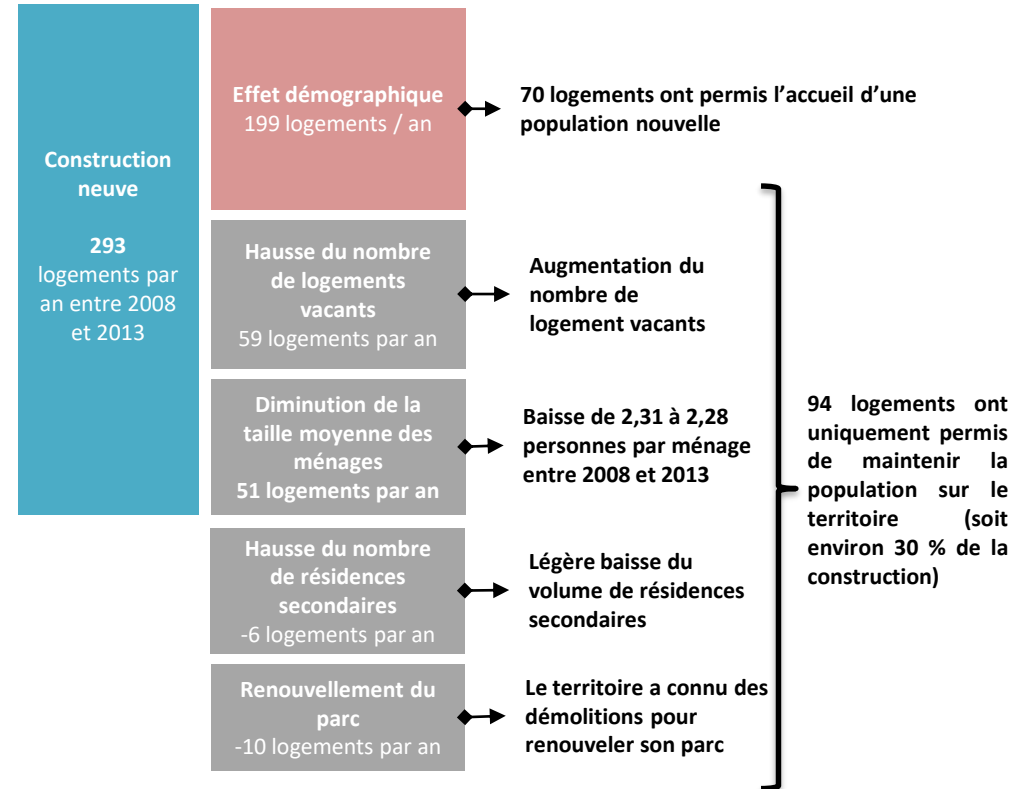 Construction
neuve
293
logements par
an entre 2008
et 2013
Effet démographique
199 logements / an
70 logements ont permis l’accueil d’une
population nouvelle
Hausse du nombre
de logements
vacants
59 logements par an
Augmentation du
nombre de
logement vacants
Diminution de la
taille moyenne des
ménages
51 logements par an
Baisse de 2,31 à 2,28
personnes par ménage
entre 2008 et 2013
Hausse du nombre
de résidences
secondaires
-6 logements par an
Légère baisse du
volume de résidences
secondaires
Renouvellement du
parc
-10 logements par an
Le territoire a connu des
démolitions pour
renouveler son parc
94 logements ont
uniquement permis
de maintenir la
population sur le
territoire (soit
environ 30 % de la
construction)